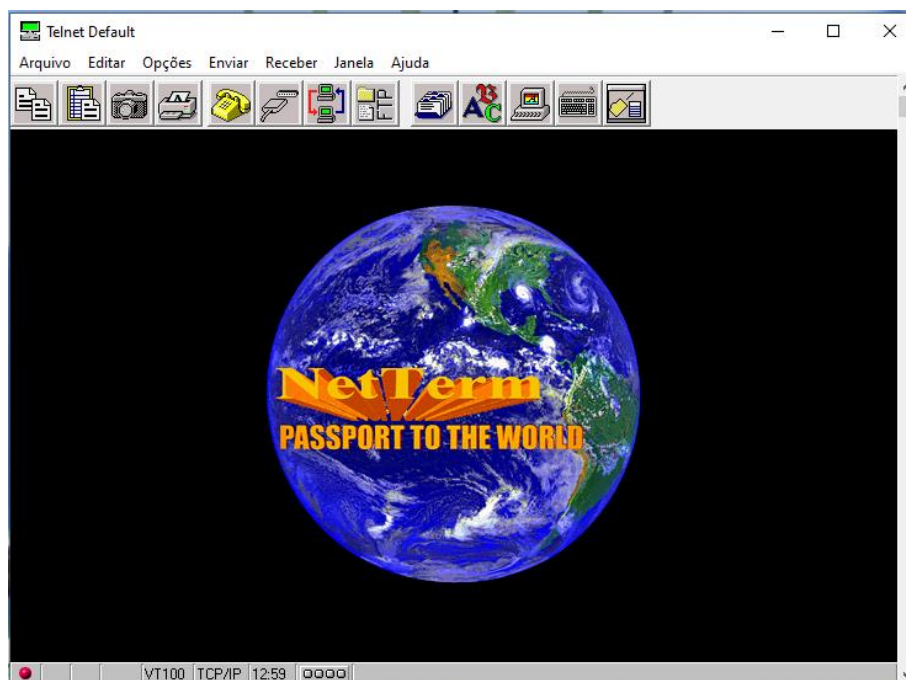 Telnet Default
Arquivo Editar Opções Enviar Receber Janela Ajuda
FTP
A B C
NetTerm
PASSPORT TO THE WORLD
VT100 TCP/IP 12:59